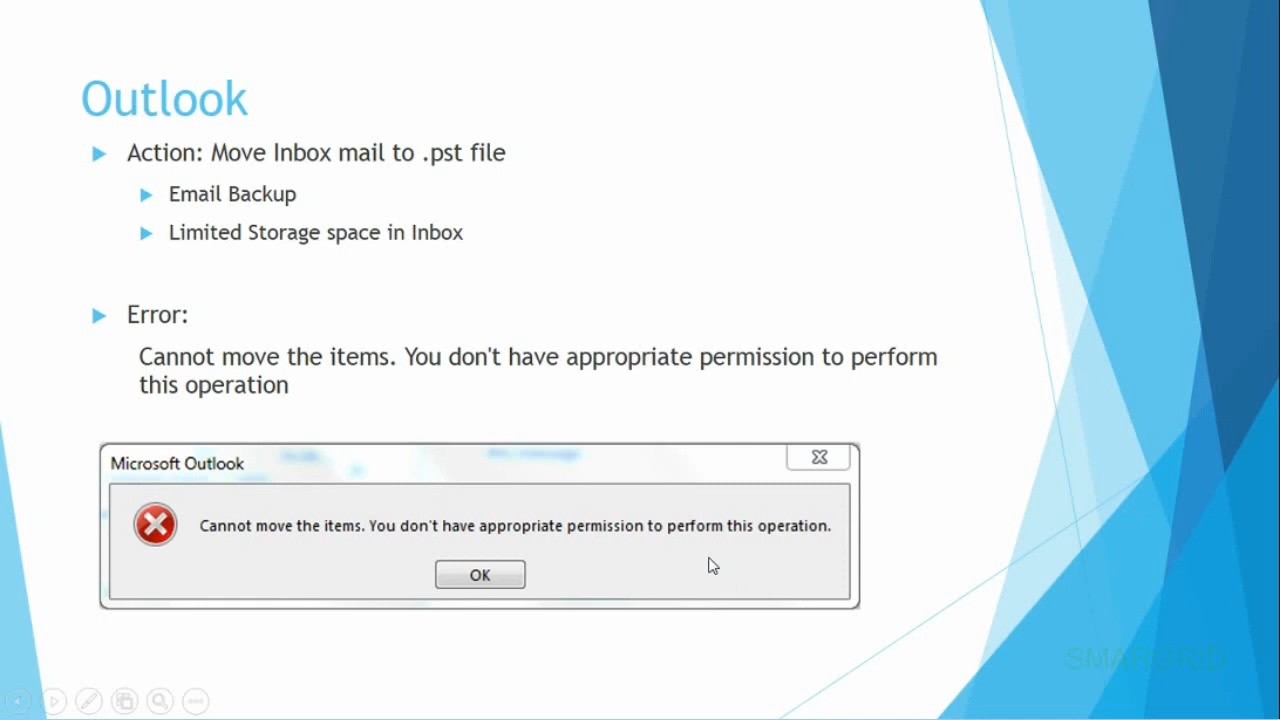 Outlook
Action: Move Inbox mail to .pst file
Email Backup
Limited Storage space in Inbox
Error:
Cannot move the items. You don't have appropriate permission to perform
this operation
Microsoft Outlook
Cannot move the items. You don't have appropriate permission to perform this operation.
OK
SMARGRID